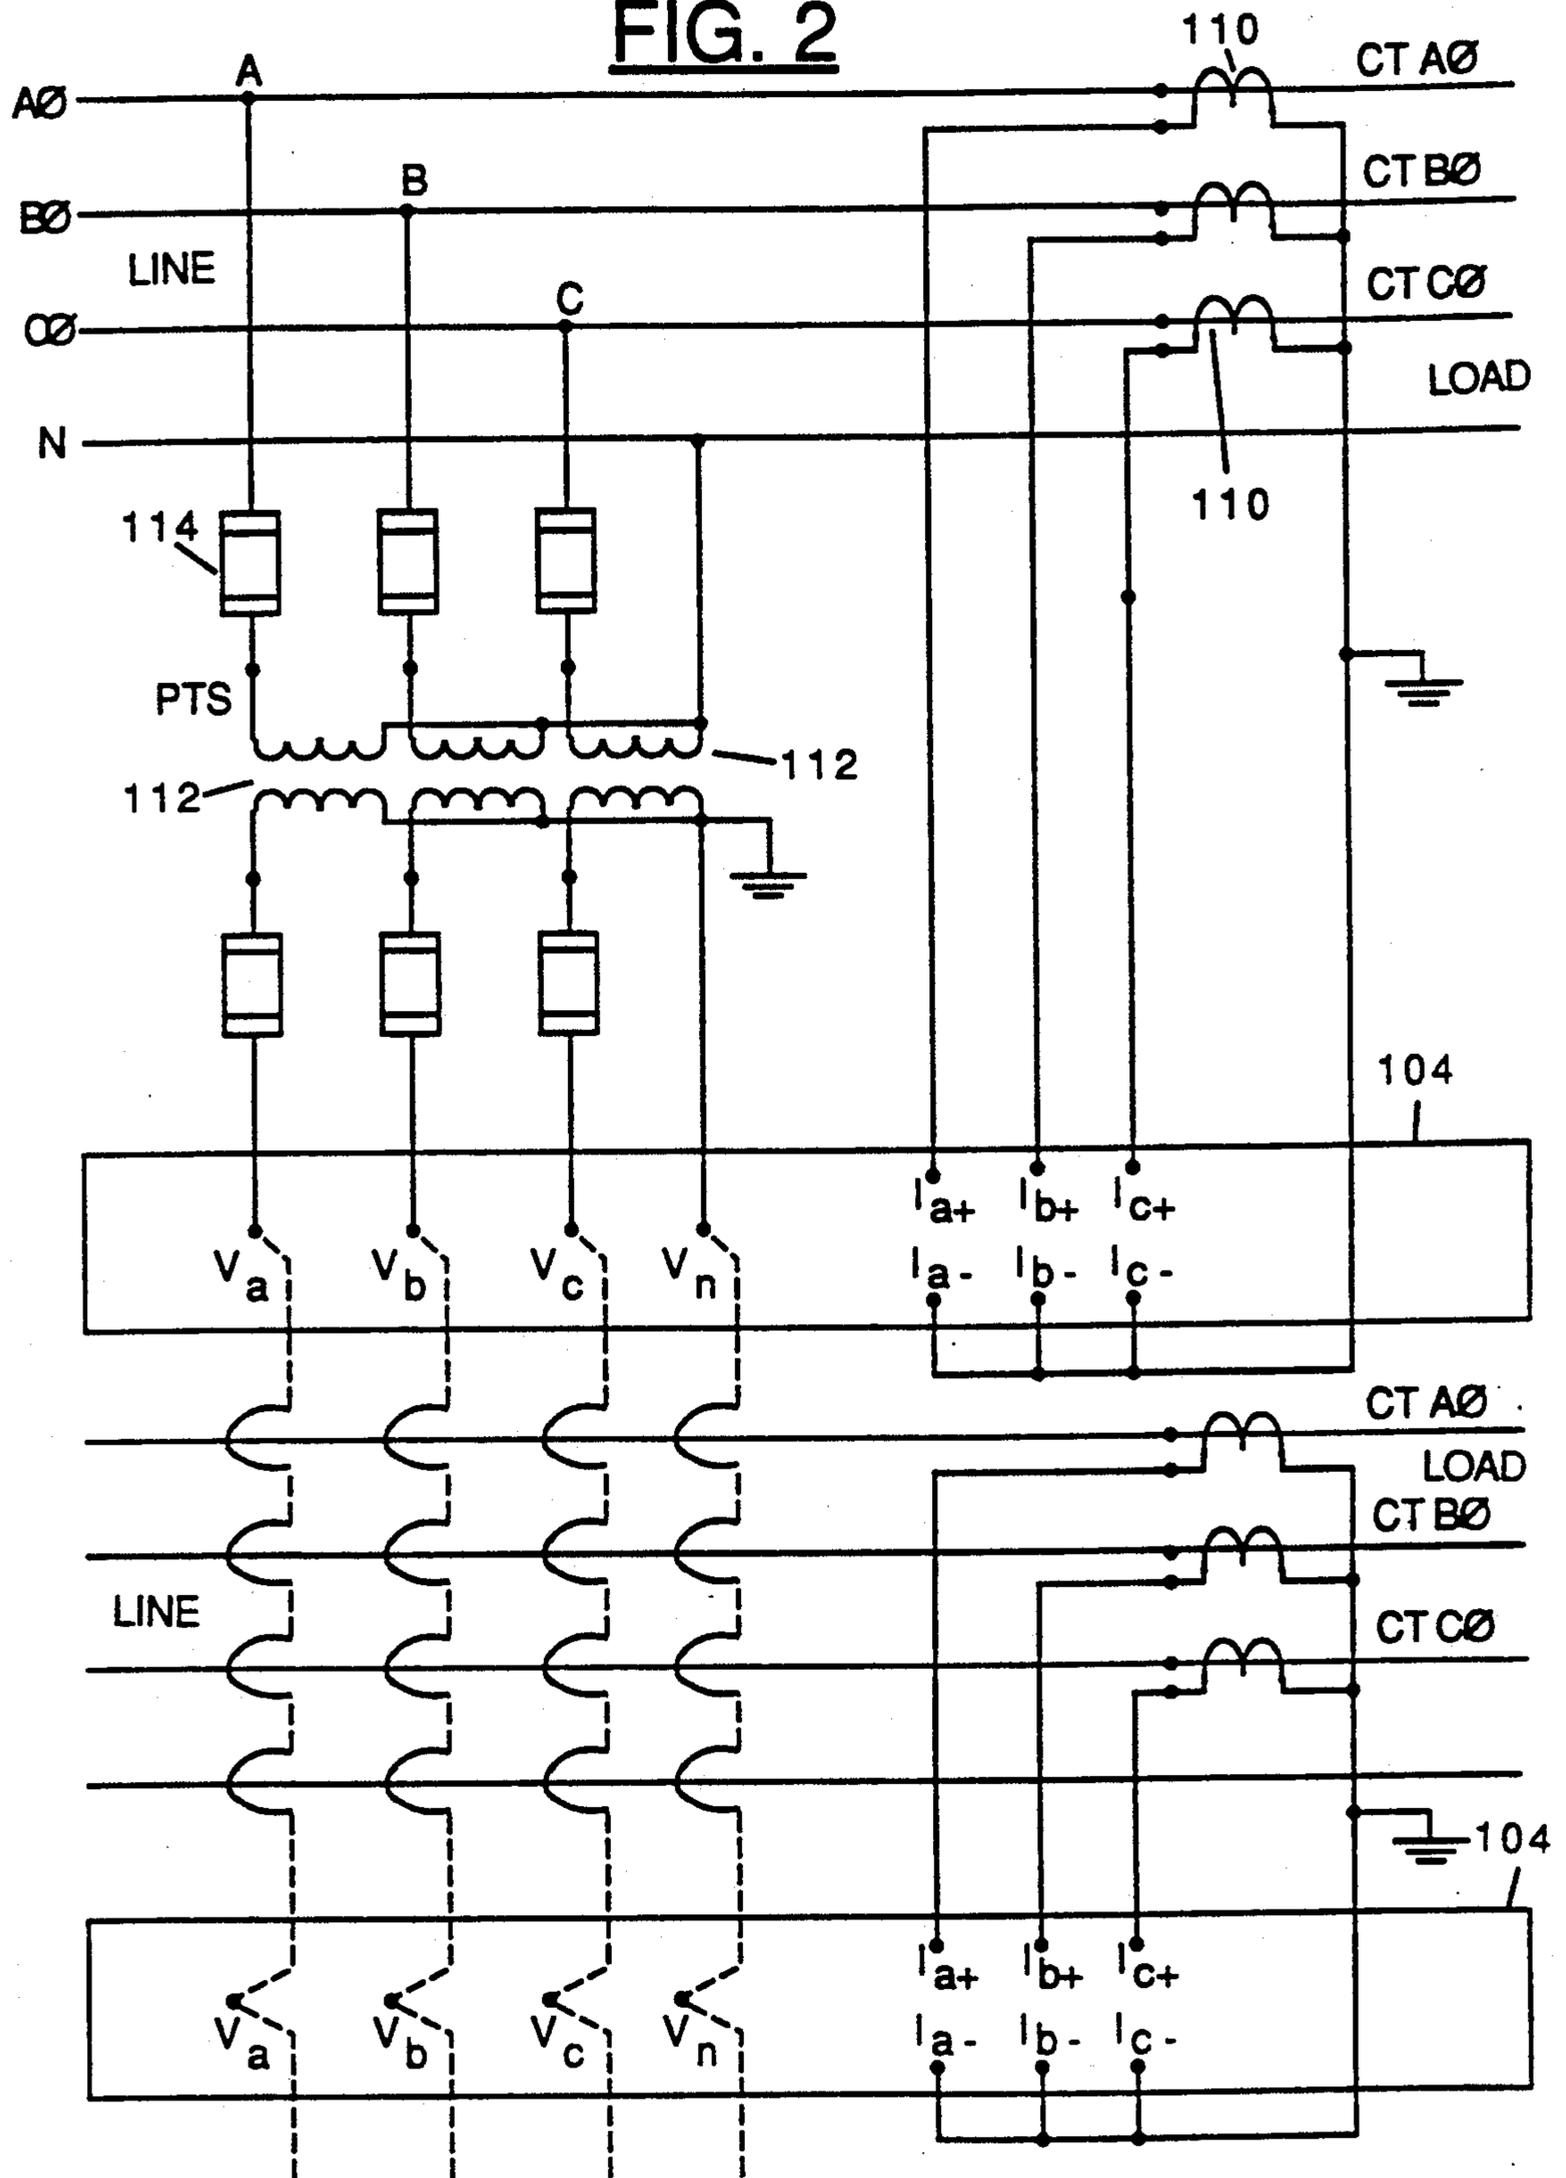 FIG. 2
110
CT AØ
A
AØ
CT BØ
B
BØ
LINE
CT CØ
C
CØ
LOAD
N
110
114
PTS
112
112
104
Ia+ Ib+ Ic+
Va Vb Vc Vn
Ia- Ib- Ic-
CT AØ
LOAD
CT BØ
LINE
CT CØ
104
Ia+ Ib+ Ic+
Va Vb Vc Vn
Ia- Ib- Ic-